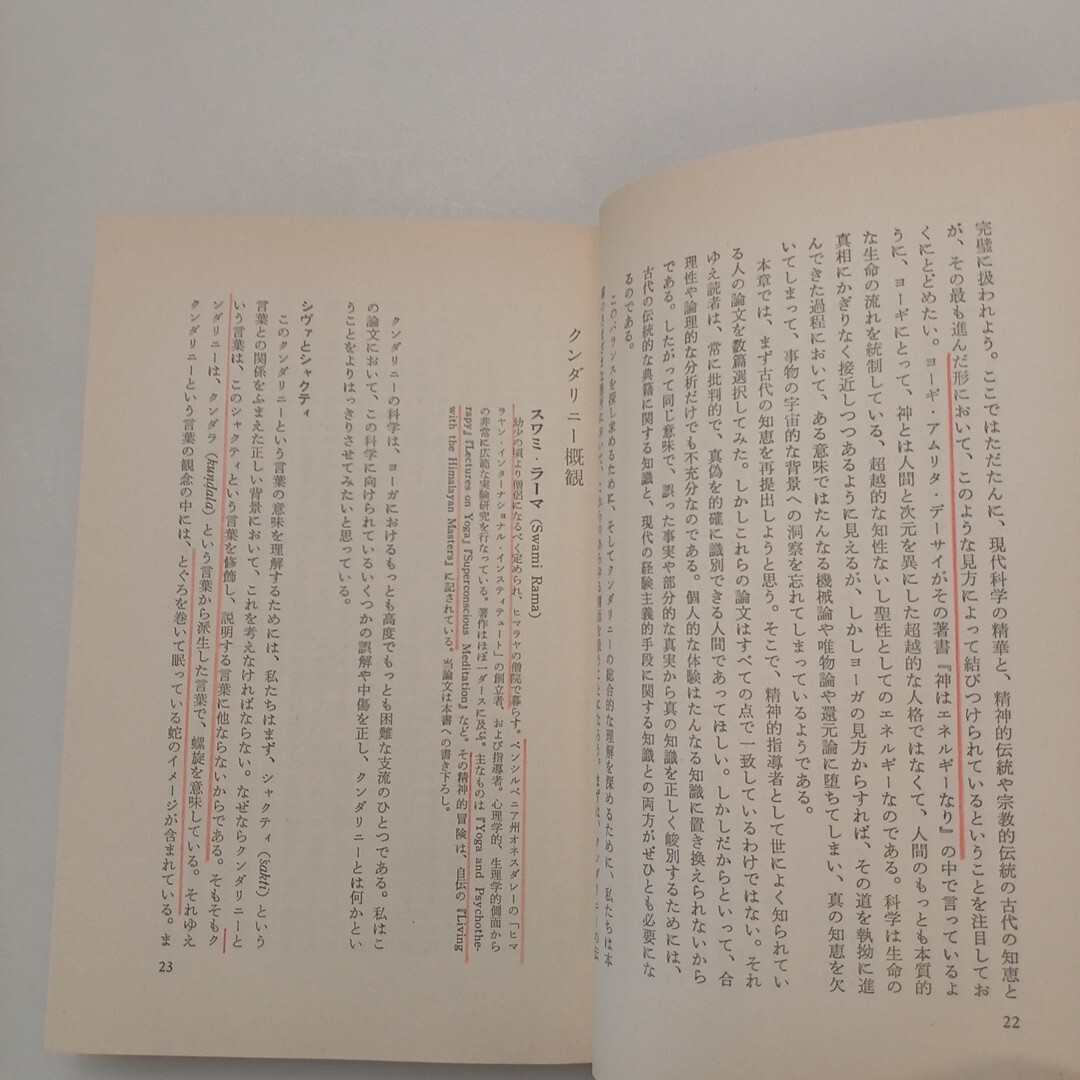 完璧に扱われよう。ここではただたんに、現代科学の精華と、精神的伝統や宗教的伝統の古代の知恵と
が、その最も進んだ形において、このような見方によって結びつけられているということを注目してお
くにとどめたい。ヨーギ・アムリタ・デーサイがその著書『神はエネルギーなり』の中で言っているよ
うに、ヨーギにとって、神とは人間と次元を異にした超越的な人格ではなくて、人間のもっとも本質的
な生命の流れを統制している、超越的な知性ないし聖性としてのエネルギーなのである。科学は生命の
真相にかぎりなく接近しつつあるように見えるが、しかしヨーガの見方からすれば、その道を執拗に進
んできた過程において、ある意味ではたんなる機械論や唯物論や還元論に堕ちてしまい、真の知恵を欠
いてしまって、事物の宇宙的な背景への洞察を忘れてしまっているようである。
本章では、まず古代の知恵を再提出しようと思う。そこで、精神的指導者として世によく知られてい
る人の論文を数篇選択してみた。しかしこれらの論文はすべての点で一致しているわけではない。それ
ゆえ読者は、常に批判的で、真偽を的確に識別できる人間であってほしい。しかしだからといって、合
理性や論理的な分析だけでも不充分なのである。個人的な体験はたんなる知識に置き換えられないから
である。したがって同じ意味で、誤った事実や部分的な真実から真の知識を正しく峻別するためには、
古代の伝統的な典籍に関する知識と、現代の経験主義的手段に関する知識との両方がぜひとも必要にな
るのである。
このバランスを探し求めるために、そしてクンダリニーの総合的な理解を深めるために、私たちは本
22
クンダリニー概観
スワミ・ラーマ (Swami Rama)
幼少の頃より僧侶になるべく定められ、ヒマラヤの僧院で暮らす。ペンシルベニア州オネスダレーの「ヒマ
ラヤン・インターナショナル・インスティテュート」の創立者、および指導者。心理学的、生理学的側面から
の非常に広範な実験研究を行なっている。著作はほぼ一ダースに及ぶ。主なものは『Yoga and Psychothe-
rapy』『Lectures on Yoga』『Superconscious Meditation』など。その精神的冒険は、自伝の『Living
with the Himalayan Masters』に記されている。当論文は本書への書き下ろし。
クンダリニーの科学は、ヨーガにおけるもっとも高度でもっとも困難な支流のひとつである。私はこ
の論文において、この科学に向けられているいくつかの誤解や中傷を正し、クンダリニーとは何かとい
うことをよりはっきりさせてみたいと思っている。
シヴァとシャクティ
このクンダリニーという言葉の意味を理解するためには、私たちはまず、シャクティ (śakti) という
言葉との関係をふまえた正しい背景において、これを考えなければならない。なぜならクンダリニーと
いう言葉は、このシャクティという言葉を修飾し、説明する言葉に他ならないからである。そもそもク
ンダリニーは、クンダラ (kuṇḍala) という言葉から派生した言葉で、螺旋を意味している。それゆえ
クンダリニーという言葉の観念の中には、とぐろを巻いて眠っている蛇のイメージが含まれている。ま
23